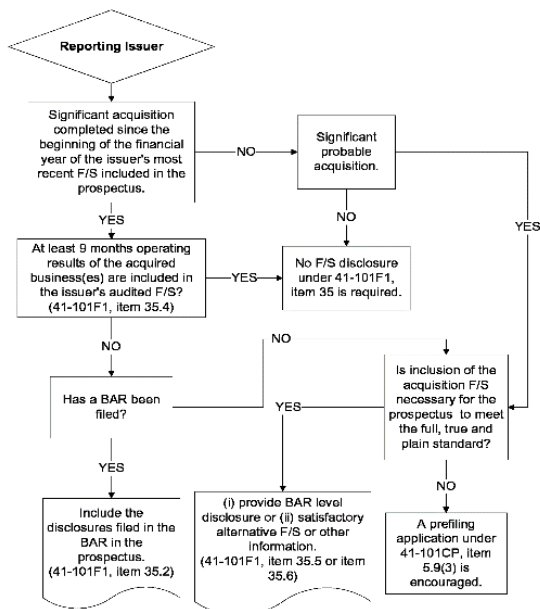 Reporting Issuer
Significant acquisition
completed since the
beginning of the financial
year of the issuer's most
recent F/S included in the
prospectus.
NO
Significant
probable
acquisition.
YES
NO
YES
At least 9 months operating
results of the acquired
business(es) are included
in the issuer's audited F/S?
(41-101F1, item 35.4)
YES
No F/S disclosure
under 41-101F1,
item 35 is required.
NO
NO
Has a BAR been
filed?
YES
Is inclusion of the
acquisition F/S
necessary for the
prospectus to meet
the full, true and
plain standard?
YES
NO
Include the
disclosures filed in the
BAR in the
prospectus.
(41-101F1, item 35.2)
(i) provide BAR level
disclosure or (ii) satisfactory
alternative F/S or other
information.
(41-101F1, item 35.5 or item
35.6)
A prefiling
application under
41-101CP, item
5.9(3) is
encouraged.